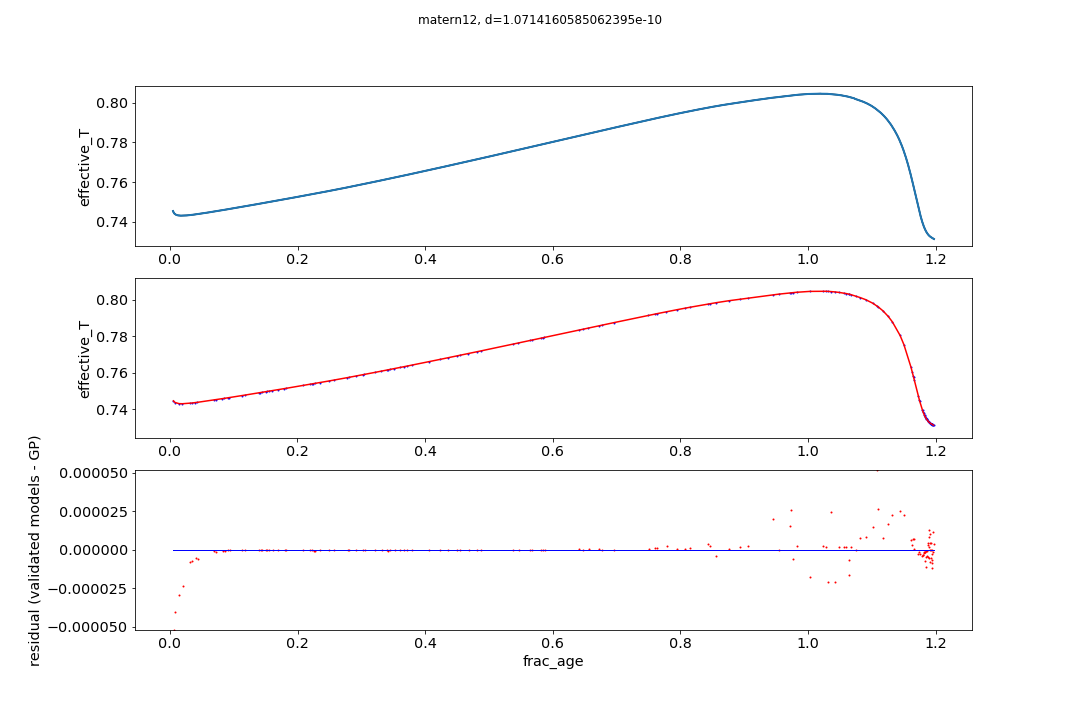 matern12, d=1.0714160585062395e-10
effective_T
0.80
0.78
0.76
0.74
0.0 0.2 0.4 0.6 0.8 1.0 1.2
effective_T
0.80
0.78
0.76
0.74
0.0 0.2 0.4 0.6 0.8 1.0 1.2
residual (validated models - GP)
0.000050
0.000025
0.000000
−0.000025
−0.000050
0.0 0.2 0.4 0.6 0.8 1.0 1.2
frac_age